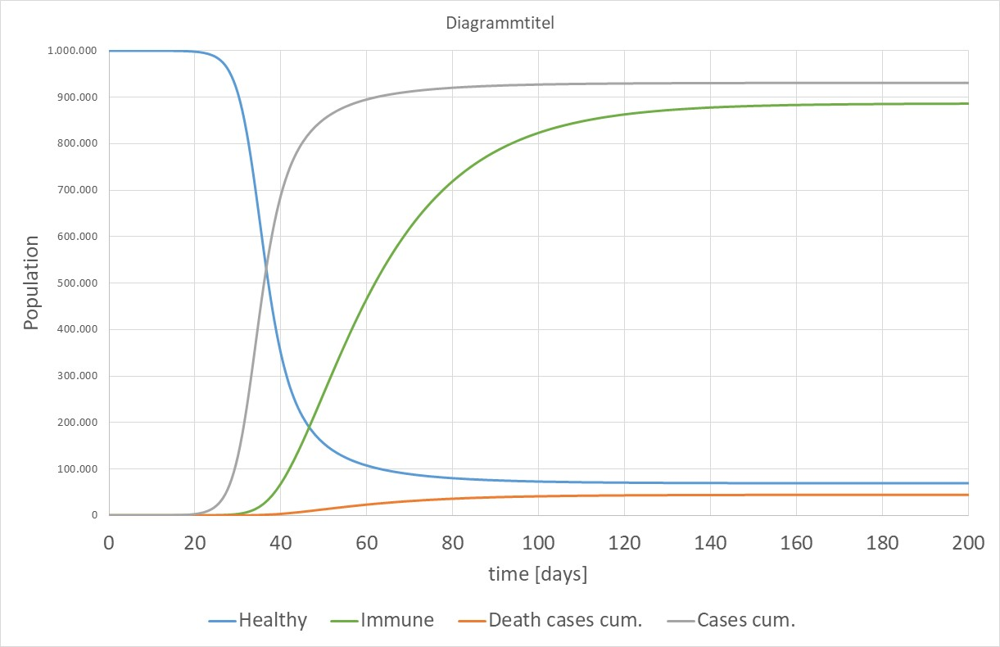 Diagrammtitel
1.000.000
900.000
800.000
700.000
600.000
500.000
400.000
300.000
200.000
100.000
0
Population
0 20 40 60 80 100 120 140 160 180 200
time [days]
Healthy Immune Death cases cum. Cases cum.